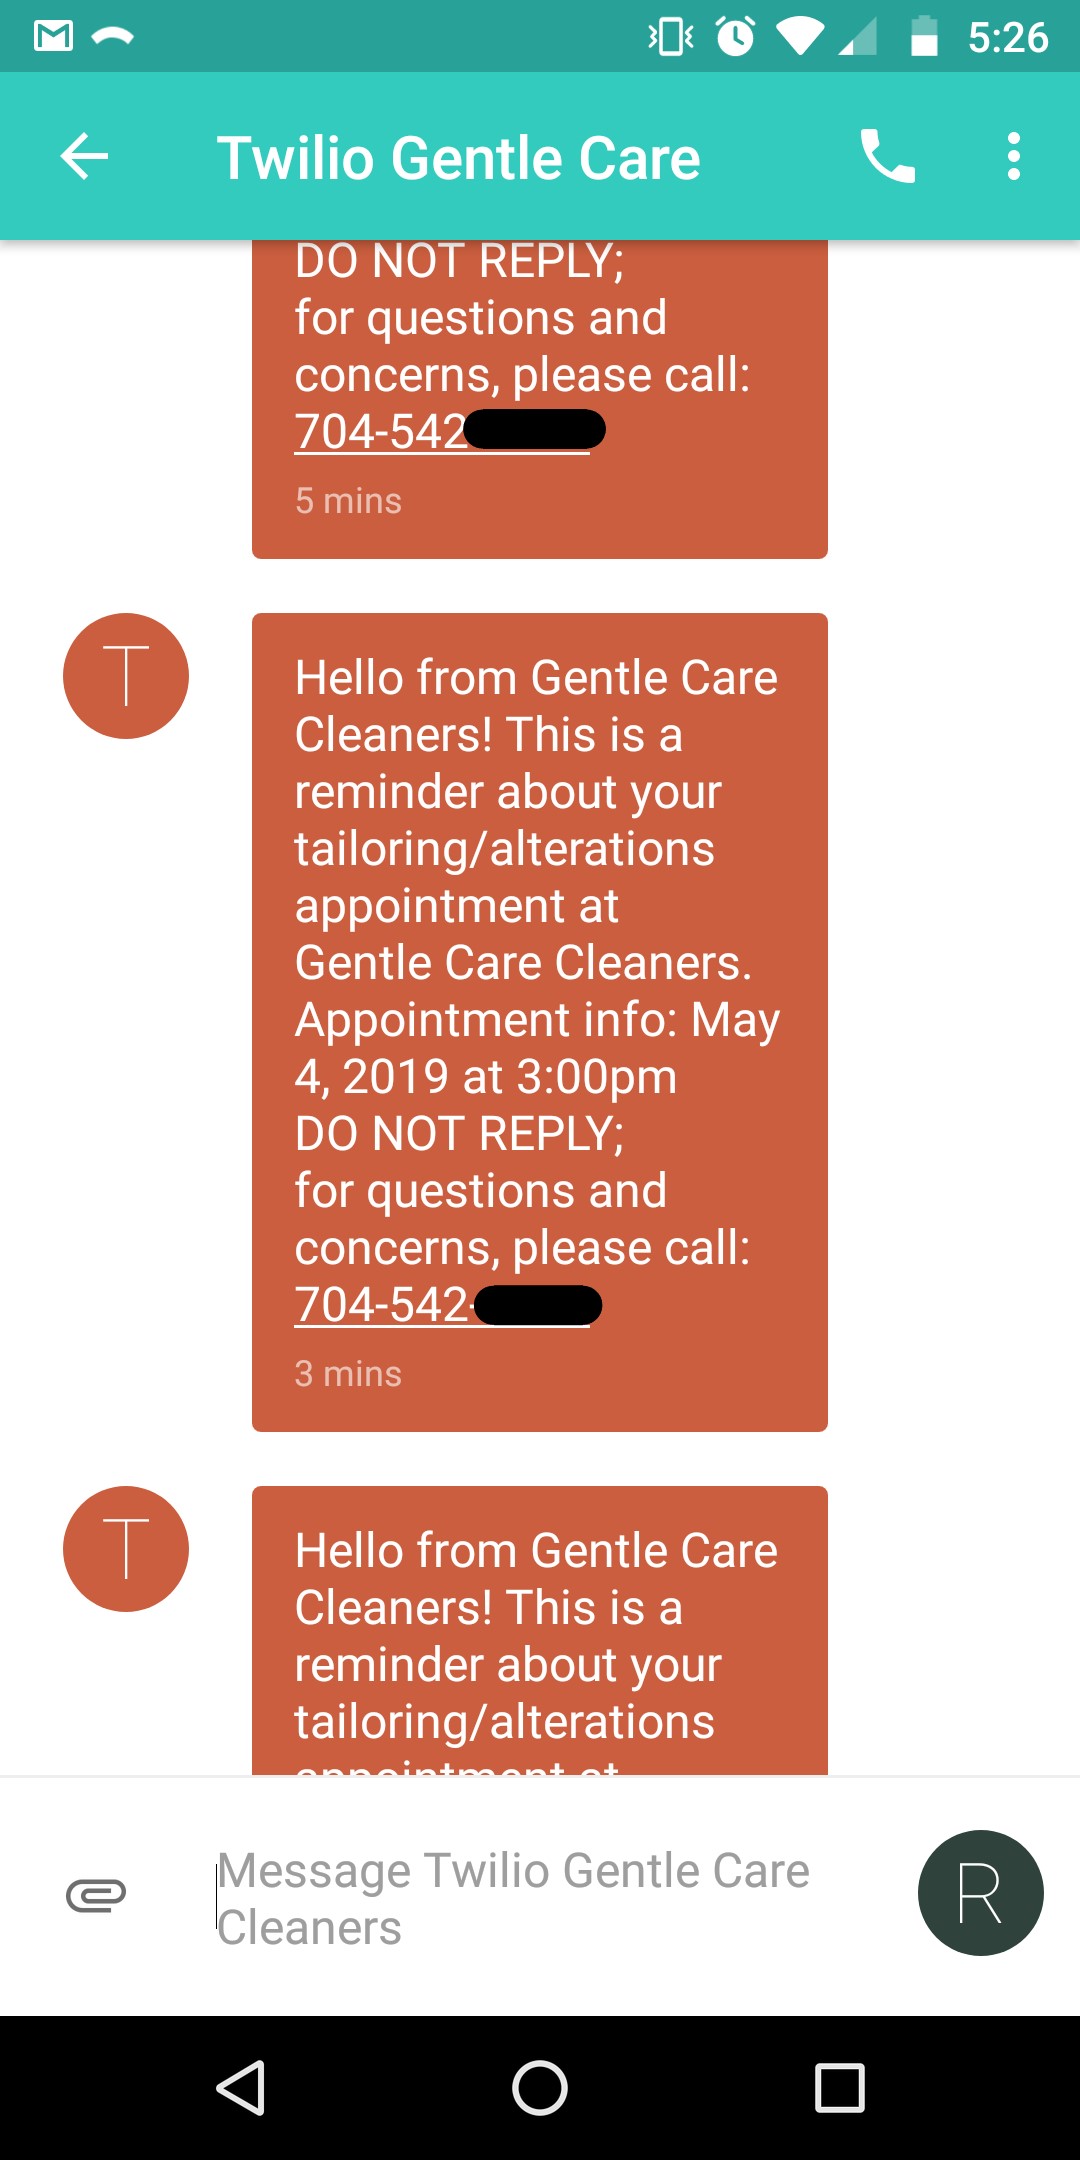 5:26
Twilio Gentle Care
DO NOT REPLY;
for questions and
concerns, please call:
704-542
5 mins
T
Hello from Gentle Care
Cleaners! This is a
reminder about your
tailoring/alterations
appointment at
Gentle Care Cleaners.
Appointment info: May
4, 2019 at 3:00pm
DO NOT REPLY;
for questions and
concerns, please call:
704-542-
3 mins
T
Hello from Gentle Care
Cleaners! This is a
reminder about your
tailoring/alterations
appointment at
Message Twilio Gentle Care
Cleaners
R